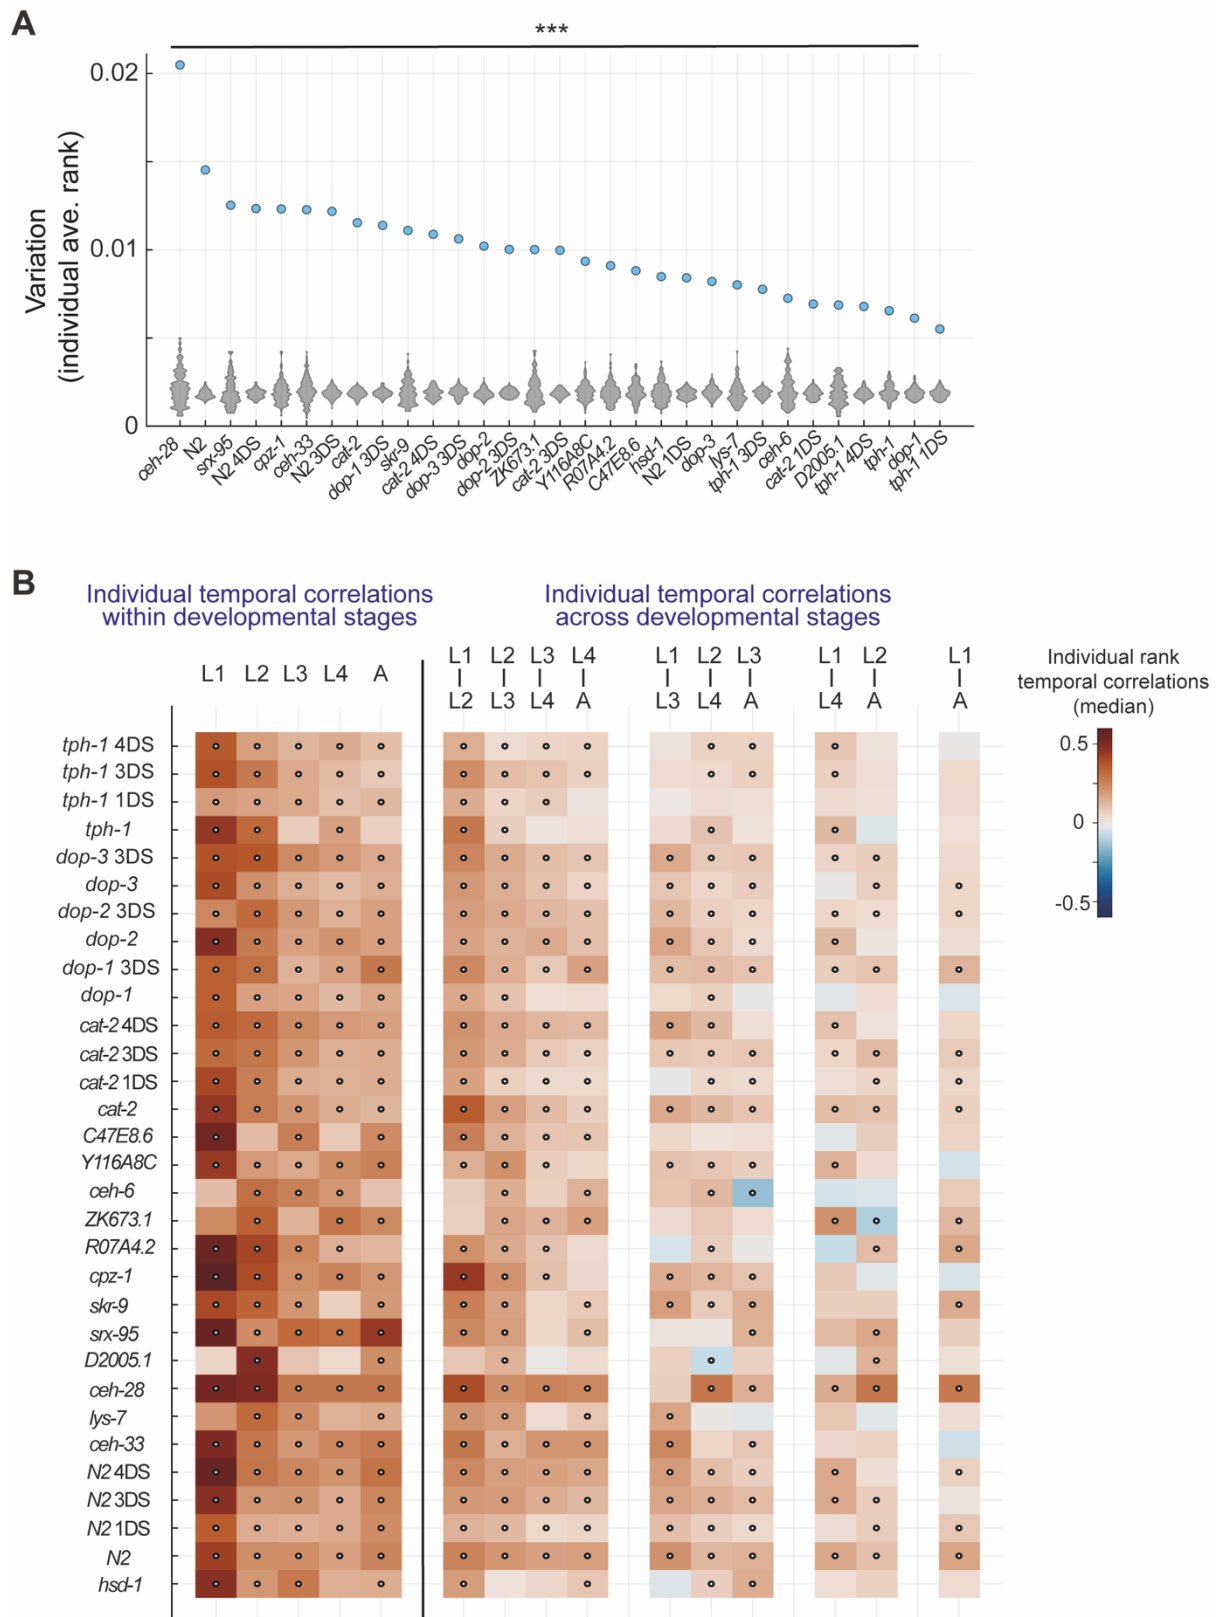 A
***
0.02
0.01
0
Variation
(individual ave. rank)
ceh-28
N2
srx-95
N2 4DS
cpz-1
ceh-33
N2 3DS
cat-2
dop-1 3DS
skr-9
cat-2 4DS
dop-3 3DS
dop-2
dop-2 3DS
ZK673.1
cat-2 3DS
Y116A8C
R07A4.2
C47E8.6
hsd-1
N2 1DS
dop-3
lys-7
tph-1 3DS
ceh-6
cat-2 1DS
D2005.1
tph-1 4DS
tph-1
dop-1
tph-1 1DS
B
Individual temporal correlations
within developmental stages
Individual temporal correlations
across developmental stages
L1 L2 L3 L4 A
L1 L2 L3 L4 L1 L2 L3 L1 L2 L1
L2 L3 L4 A L3 L4 A L4 A A
Individual rank
temporal correlations
(median)
0.5
0
-0.5
tph-1 4DS
tph-1 3DS
tph-1 1DS
tph-1
dop-3 3DS
dop-3
dop-2 3DS
dop-2
dop-1 3DS
dop-1
cat-2 4DS
cat-2 3DS
cat-2 1DS
cat-2
C47E8.6
Y116A8C
ceh-6
ZK673.1
R07A4.2
cpz-1
skr-9
srx-95
D2005.1
ceh-28
lys-7
ceh-33
N2 4DS
N2 3DS
N2 1DS
N2
hsd-1